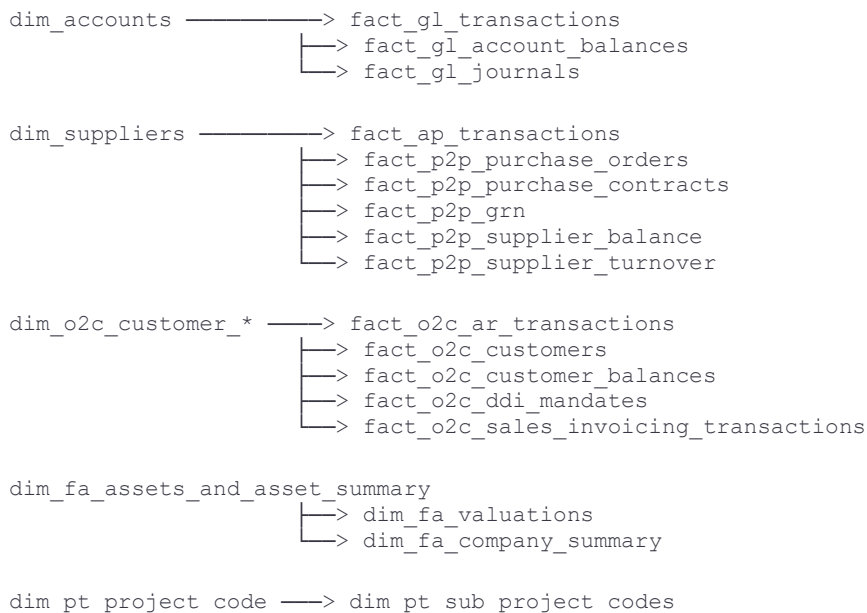 dim_accounts ──────────> fact_gl_transactions
├──> fact_gl_account_balances
└──> fact_gl_journals
dim_suppliers ─────────> fact_ap_transactions
├──> fact_p2p_purchase_orders
├──> fact_p2p_purchase_contracts
├──> fact_p2p_grn
├──> fact_p2p_supplier_balance
└──> fact_p2p_supplier_turnover
dim_o2c_customer_* ────> fact_o2c_ar_transactions
├──> fact_o2c_customers
├──> fact_o2c_customer_balances
├──> fact_o2c_ddi_mandates
└──> fact_o2c_sales_invoicing_transactions
dim_fa_assets_and_asset_summary
├──> dim_fa_valuations
└──> dim_fa_company_summary
dim pt project code ───> dim pt sub project codes